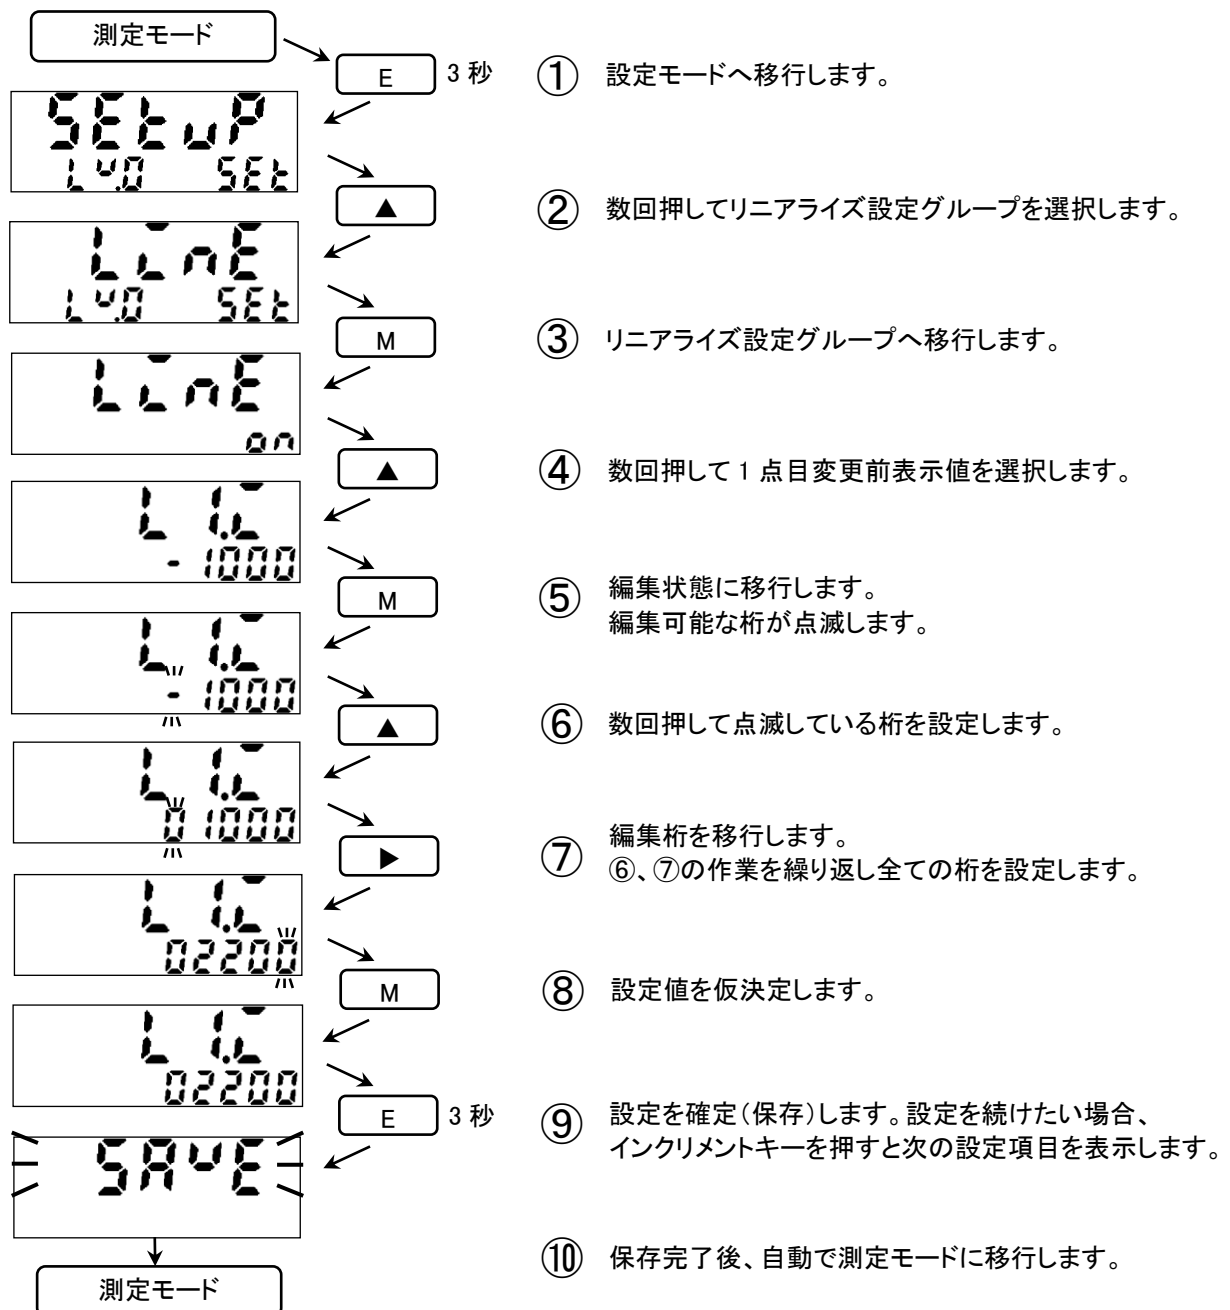 測定モード
E 3 秒 ① 設定モードへ移行します。
SEtuP
Lv.0 SEt
▲ ② 数回押してリニアライズ設定グループを選択します。
LinE
Lv.0 SEt
M ③ リニアライズ設定グループへ移行します。
LinE
on
▲ ④ 数回押して 1 点目変更前表示値を選択します。
L 1.i
-1000
M ⑤ 編集状態に移行します。
編集可能な桁が点滅します。
L 1.i
-1000
▲ ⑥ 数回押して点滅している桁を設定します。
L 1.i
01000
▶ ⑦ 編集桁を移行します。
⑥、⑦の作業を繰り返し全ての桁を設定します。
L 1.i
02200
M ⑧ 設定値を仮決定します。
L 1.i
02200
E 3 秒 ⑨ 設定を確定(保存)します。設定を続けたい場合、
インクリメントキーを押すと次の設定項目を表示します。
SAvE
⑩ 保存完了後、自動で測定モードに移行します。
測定モード